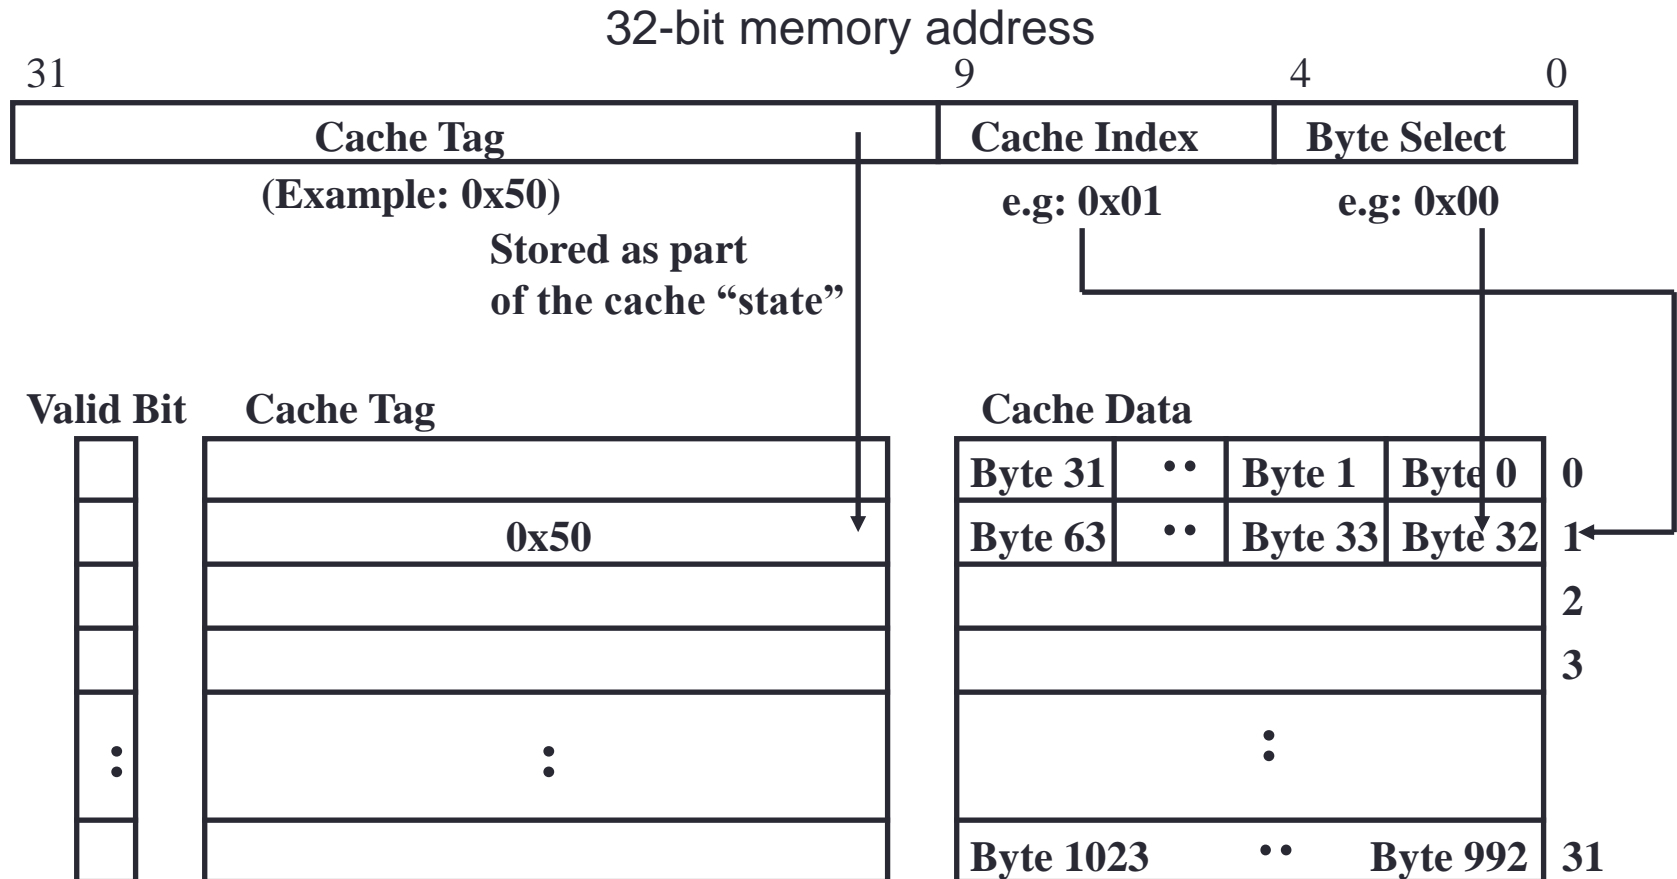 32-bit memory address
31 9 4 0
Cache Tag Cache Index Byte Select
(Example: 0x50) e.g: 0x01 e.g: 0x00
Stored as part
of the cache “state”
Valid Bit Cache Tag Cache Data
Byte 31 ·· Byte 1 Byte 0 0
0x50 Byte 63 ·· Byte 33 Byte 32 1
2
3
: : :
Byte 1023 ·· Byte 992 31